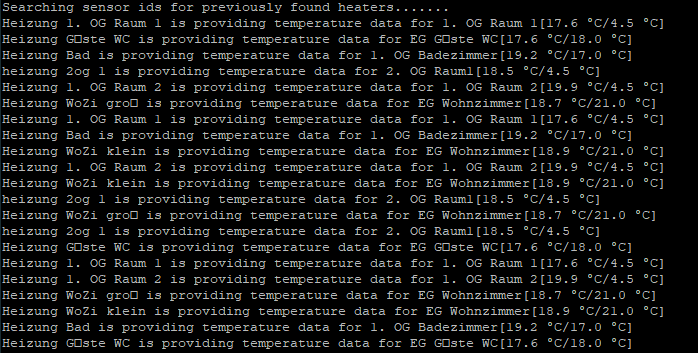 Searching sensor ids for previously found heaters.......
Heizung 1. OG Raum 1 is providing temperature data for 1. OG Raum 1[17.6 °C/4.5 °C]
Heizung G□ste WC is providing temperature data for EG G□ste WC[17.6 °C/18.0 °C]
Heizung Bad is providing temperature data for 1. OG Badezimmer[19.2 °C/17.0 °C]
heizung 2og 1 is providing temperature data for 2. OG Raum1[18.5 °C/4.5 °C]
Heizung 1. OG Raum 2 is providing temperature data for 1. OG Raum 2[19.9 °C/4.5 °C]
Heizung WoZi gro□ is providing temperature data for EG Wohnzimmer[18.7 °C/21.0 °C]
Heizung 1. OG Raum 1 is providing temperature data for 1. OG Raum 1[17.6 °C/4.5 °C]
Heizung Bad is providing temperature data for 1. OG Badezimmer[19.2 °C/17.0 °C]
Heizung WoZi klein is providing temperature data for EG Wohnzimmer[18.9 °C/21.0 °C]
Heizung 1. OG Raum 2 is providing temperature data for 1. OG Raum 2[19.9 °C/4.5 °C]
Heizung WoZi klein is providing temperature data for EG Wohnzimmer[18.9 °C/21.0 °C]
heizung 2og 1 is providing temperature data for 2. OG Raum1[18.5 °C/4.5 °C]
Heizung WoZi gro□ is providing temperature data for EG Wohnzimmer[18.7 °C/21.0 °C]
heizung 2og 1 is providing temperature data for 2. OG Raum1[18.5 °C/4.5 °C]
Heizung G□ste WC is providing temperature data for EG G□ste WC[17.6 °C/18.0 °C]
Heizung 1. OG Raum 1 is providing temperature data for 1. OG Raum 1[17.6 °C/4.5 °C]
Heizung 1. OG Raum 2 is providing temperature data for 1. OG Raum 2[19.9 °C/4.5 °C]
Heizung WoZi gro□ is providing temperature data for EG Wohnzimmer[18.7 °C/21.0 °C]
Heizung WoZi klein is providing temperature data for EG Wohnzimmer[18.9 °C/21.0 °C]
Heizung Bad is providing temperature data for 1. OG Badezimmer[19.2 °C/17.0 °C]
Heizung G□ste WC is providing temperature data for EG G□ste WC[17.6 °C/18.0 °C]